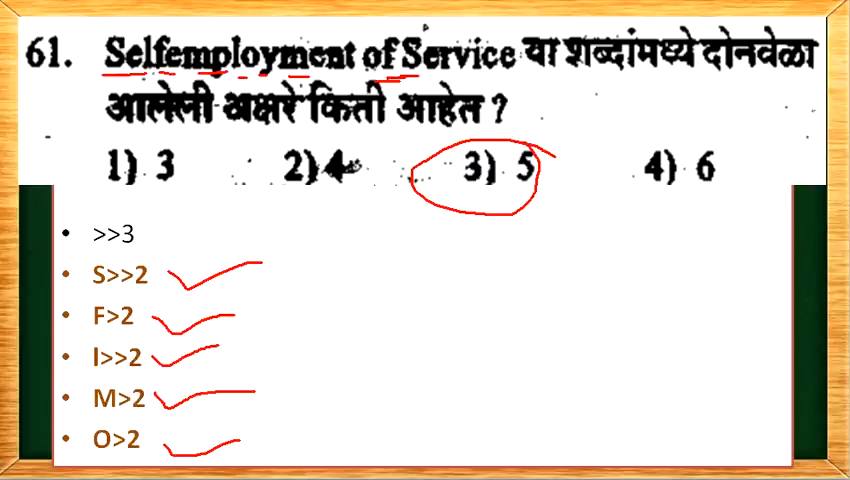 61. Selfemployment of Service या शब्दांमध्ये दोनवेळा
आलेली अक्षरे किती आहेत ?
1) 3 2) 4 3) 5 4) 6
• >>3
• S>>2
• F>2
• I>>2
• M>2
• O>2